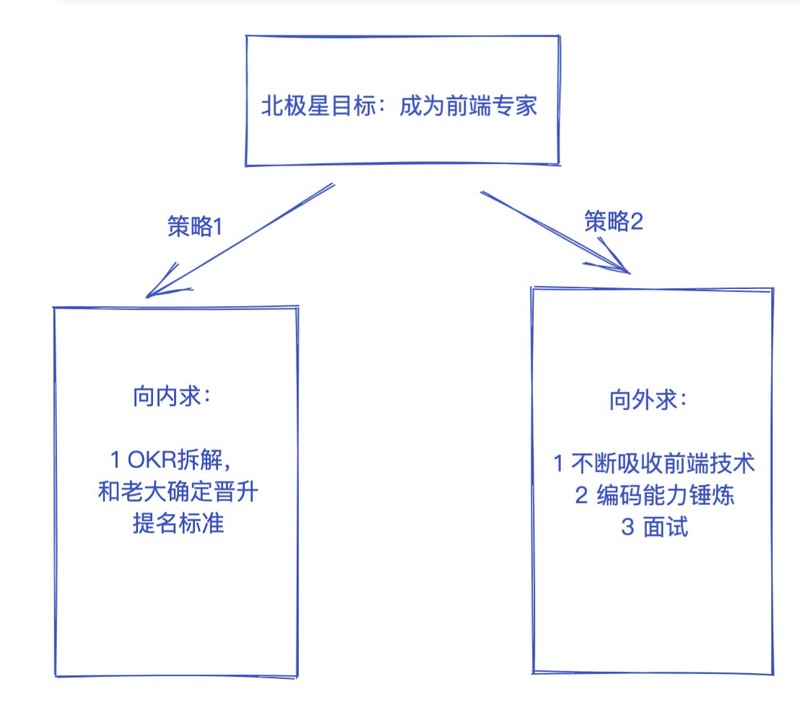 北极星目标：成为前端专家
策略1
策略2
向内求：
1 OKR拆解，
和老大确定晋升
提名标准
向外求：
1 不断吸收前端技术
2 编码能力锤炼
3 面试